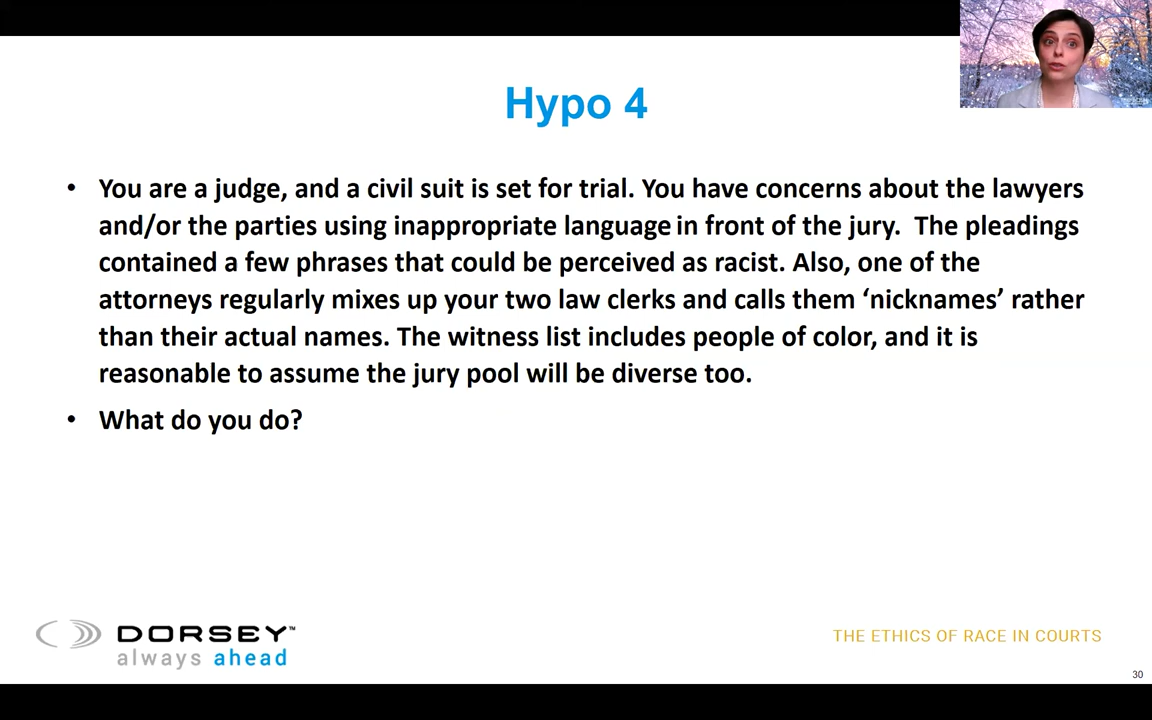 Hypo 4
• You are a judge, and a civil suit is set for trial. You have concerns about the lawyers
and/or the parties using inappropriate language in front of the jury. The pleadings
contained a few phrases that could be perceived as racist. Also, one of the
attorneys regularly mixes up your two law clerks and calls them ‘nicknames’ rather
than their actual names. The witness list includes people of color, and it is
reasonable to assume the jury pool will be diverse too.
• What do you do?
DORSEY™
always ahead
THE ETHICS OF RACE IN COURTS
30